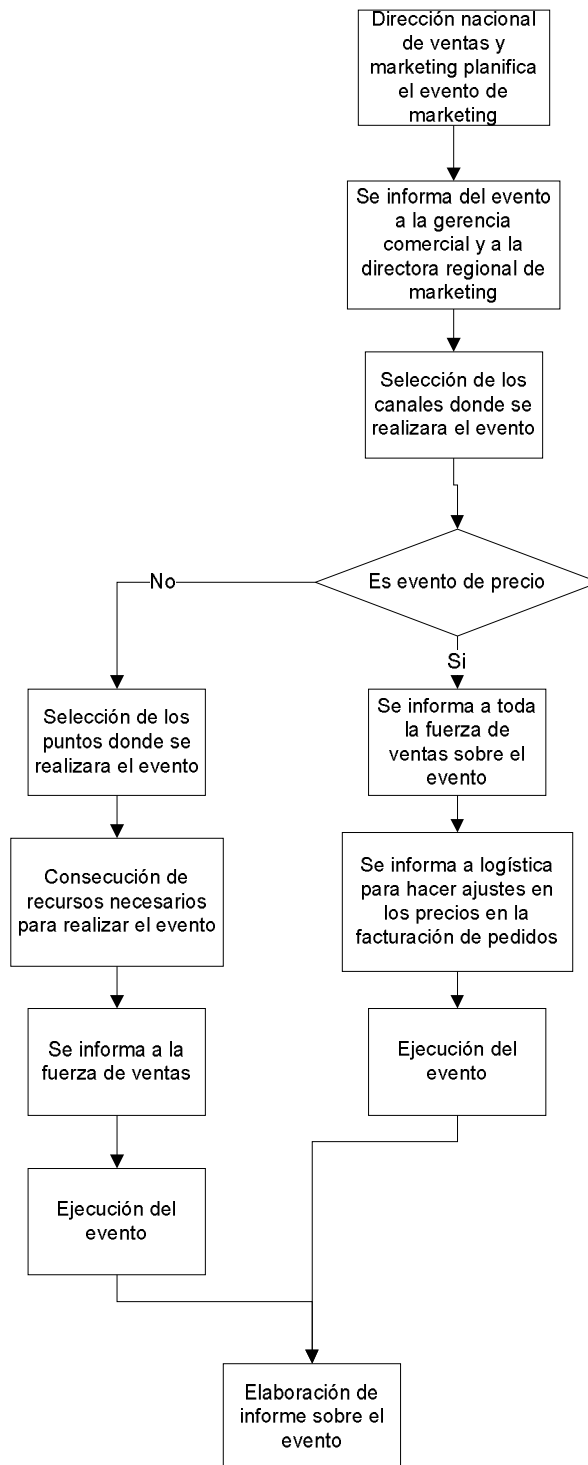 Dirección nacional
de ventas y
marketing planifica
el evento de
marketing
Se informa del evento
a la gerencia
comercial y a la
directora regional de
marketing
Selección de los
canales donde se
realizara el evento
Es evento de precio
No
Si
Selección de los
puntos donde se
realizara el evento
Consecución de
recursos necesarios
para realizar el evento
Se informa a la
fuerza de ventas
Ejecución del
evento
Se informa a toda
la fuerza de
ventas sobre el
evento
Se informa a logística
para hacer ajustes en
los precios en la
facturación de pedidos
Ejecución del
evento
Elaboración de
informe sobre el
evento